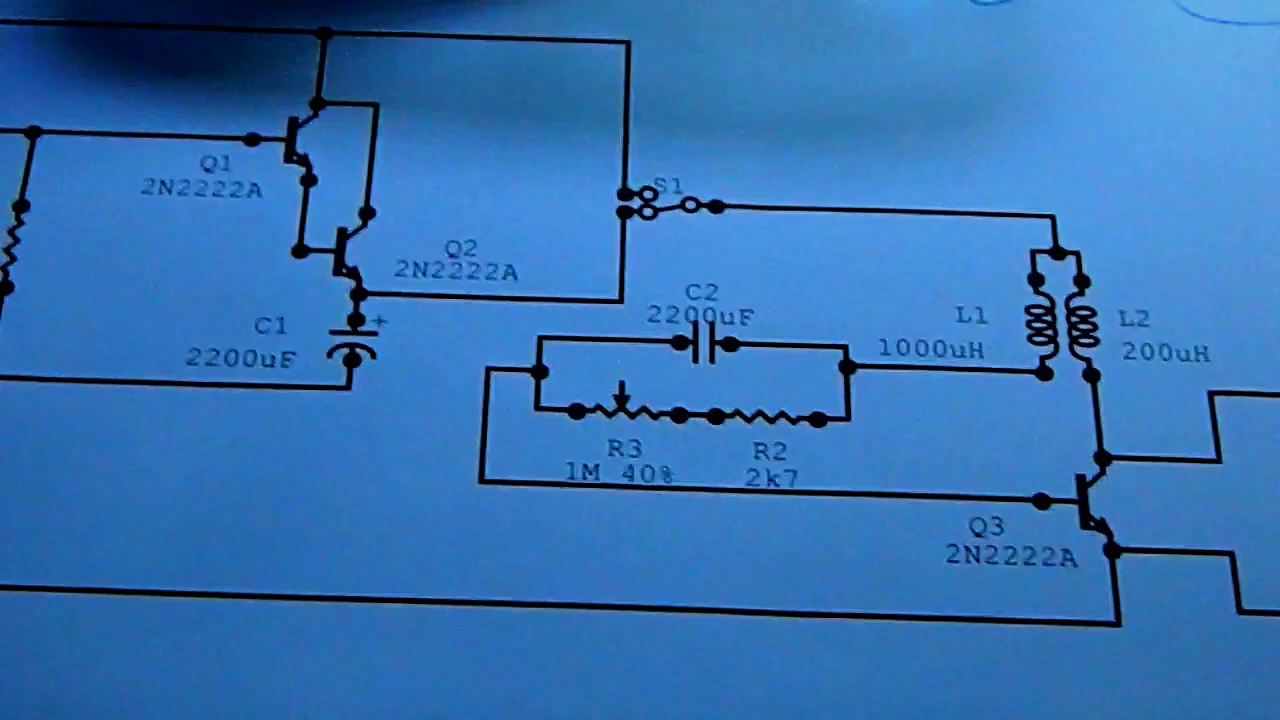 Q1
2N2222A
S1
Q2
2N2222A
C2
2200uF
C1
2200uF
+
L1
1000uH
L2
200uH
R3
1M 40%
R2
2k7
Q3
2N2222A